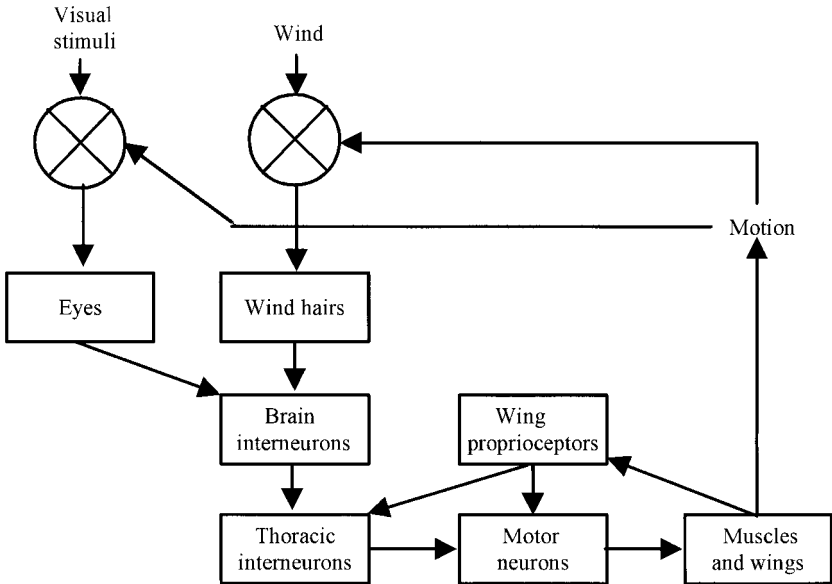 Visual
stimuli
Wind
Motion
Eyes
Wind hairs
Brain
interneurons
Wing
proprioceptors
Thoracic
interneurons
Motor
neurons
Muscles
and wings